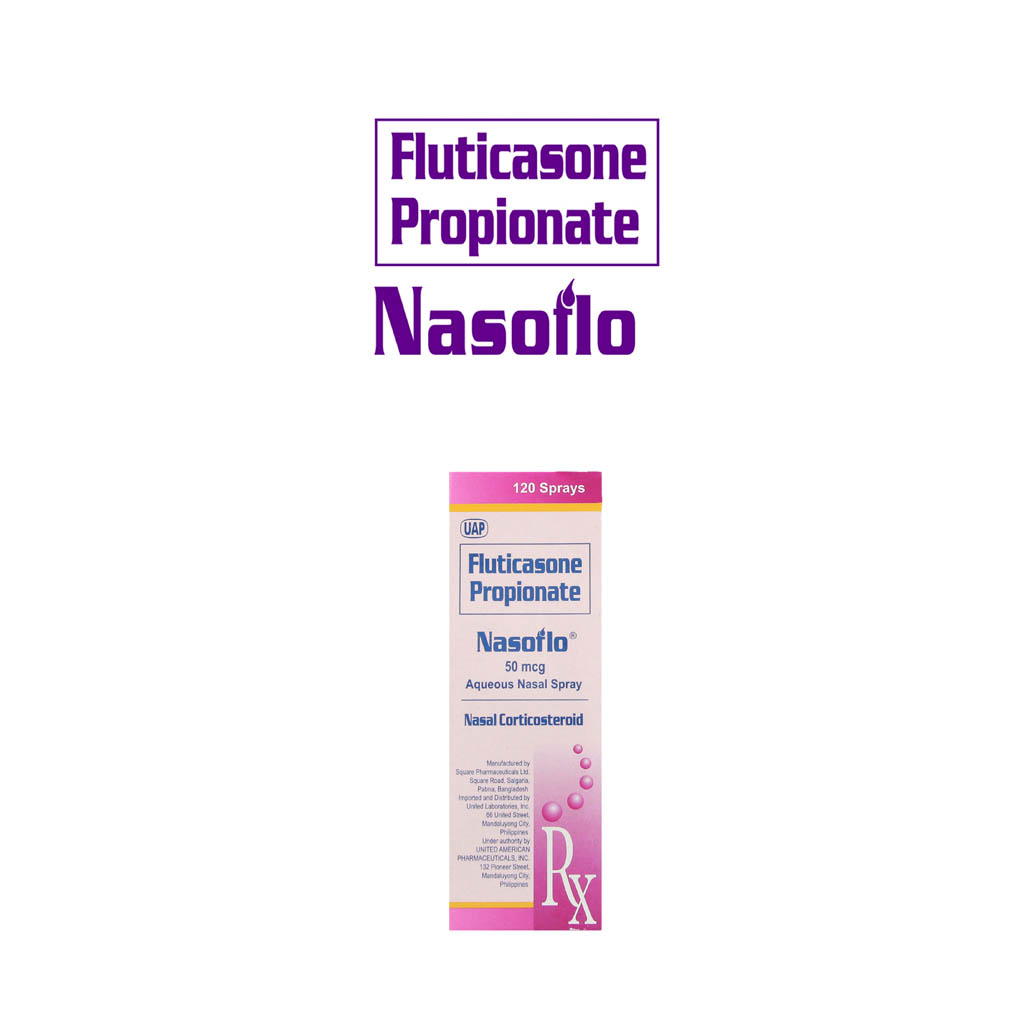 Fluticasone
Propionate
Nasoflo
120 Sprays
UAP
Fluticasone
Propionate
Nasoflo®
50 mcg
Aqueous Nasal Spray
Nasal Corticosteroid
Manufactured by
Square Pharmaceuticals Ltd.
Square Road, Salgaria,
Pabna, Bangladesh
Imported and Distributed by
United Laboratories, Inc.
66 United Street,
Mandaluyong City,
Philippines
Under authority by
UNITED AMERICAN
PHARMACEUTICALS, INC.
132 Pioneer Street,
Mandaluyong City,
Philippines
Rx